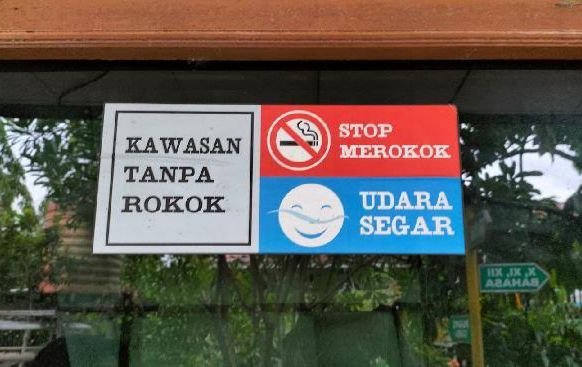 KAWASAN
TANPA
ROKOK
STOP
MEROKOK
UDARA
SEGAR
X, XI, XII
BAHASA